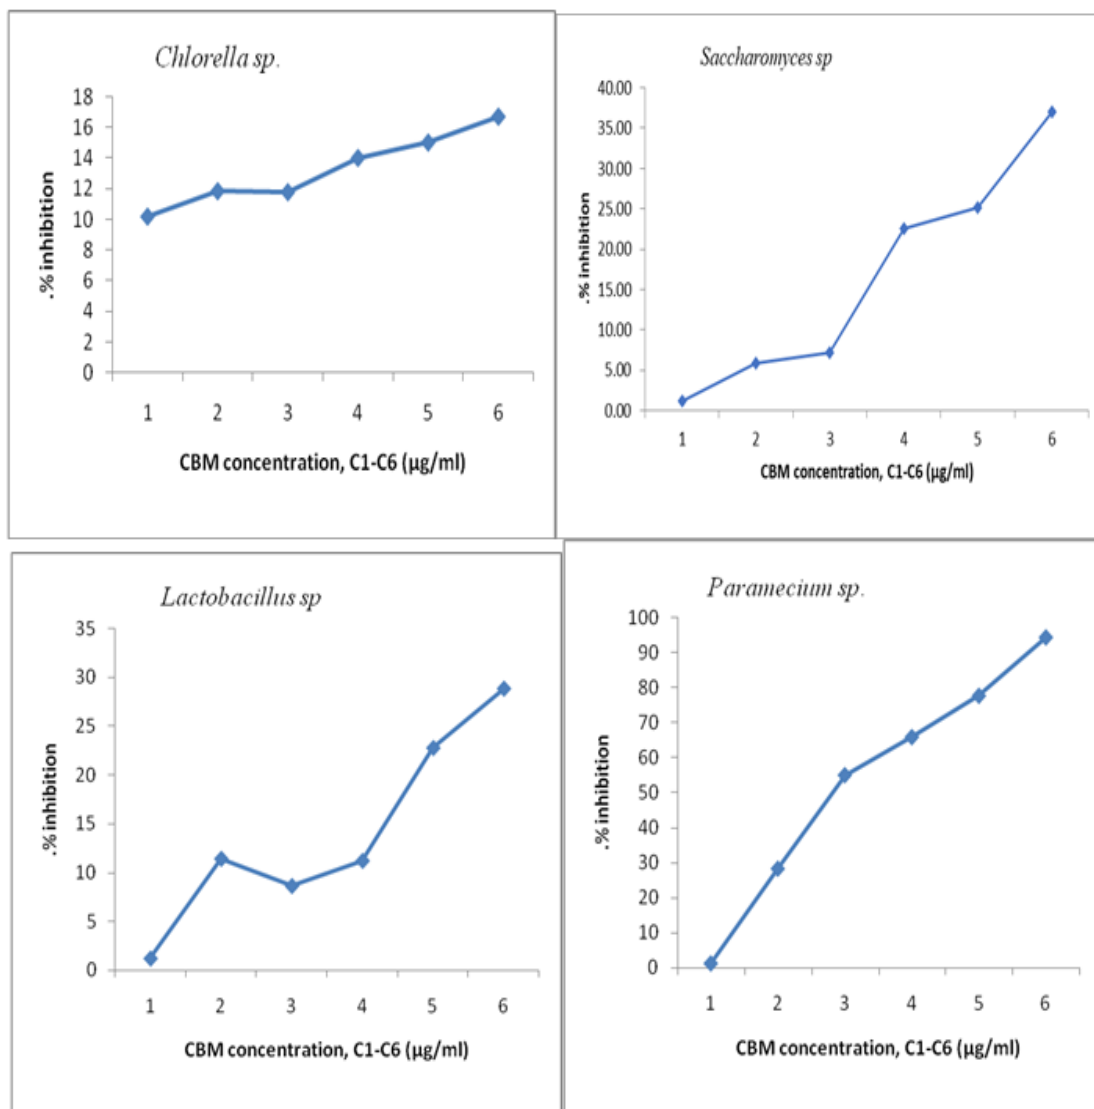 Chlorella sp.
.% inhibition
18
16
14
12
10
8
6
4
2
0
1 2 3 4 5 6
CBM concentration, C1-C6 (µg/ml)
Saccharomyces sp
.% inhibition
40.00
35.00
30.00
25.00
20.00
15.00
10.00
5.00
0.00
1 2 3 4 5 6
CBM concentration, C1-C6 (µg/ml)
Lactobacillus sp
.% inhibition
35
30
25
20
15
10
5
0
1 2 3 4 5 6
CBM concentration, C1-C6 (µg/ml)
Paramecium sp.
.% inhibition
100
90
80
70
60
50
40
30
20
10
0
1 2 3 4 5 6
CBM concentration, C1-C6 (µg/ml)